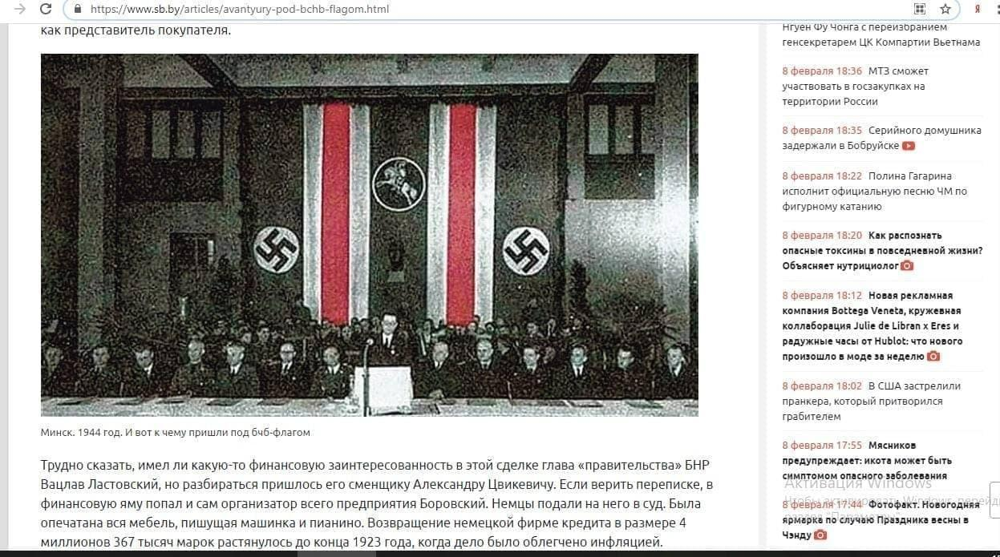 https://www.sb.by/articles/avantyury-pod-bchb-flagom.html
Я
как представитель покупателя.
Минск. 1944 год. И вот к чему пришли под бчб-флагом
Трудно сказать, имел ли какую-то финансовую заинтересованность в этой сделке глава «правительства» БНР
Вацлав Ластовский, но разбираться пришлось его сменщику Александру Цвикевичу. Если верить переписке, в
финансовую яму попал и сам организатор всего предприятия Боровский. Немцы подали на него в суд. Была
опечатана вся мебель, пишущая машинка и пианино. Возвращение немецкой фирме кредита в размере 4
миллионов 367 тысяч марок растянулось до конца 1923 года, когда дело было облегчено инфляцией.
Нгуен Фу Чонга с переизбранием
генсекретарем ЦК Компартии Вьетнама
8 февраля 18:36 МТЗ сможет
участвовать в госзакупках на
территории России
8 февраля 18:35 Серийного домушника
задержали в Бобруйске
8 февраля 18:22 Полина Гагарина
исполнит официальную песню ЧМ по
фигурному катанию
8 февраля 18:20 Как распознать
опасные токсины в повседневной жизни?
Объясняет нутрициолог
8 февраля 18:12 Новая рекламная
компания Bottega Veneta, кружевная
коллаборация Julie de Libran x Eres и
радужные часы от Hublot: что нового
произошло в моде за неделю
8 февраля 18:02 В США застрелили
пранкера, который притворился
грабителем
8 февраля 17:55 Мясников
предупреждает: икота может быть
симптомом опасного заболевания
Активация Windows
Чтобы активировать Windows, перейд
8 февраля 17:44 Фотофакт. Новогодняя
ярмарка по случаю Праздника весны в
Чэнду